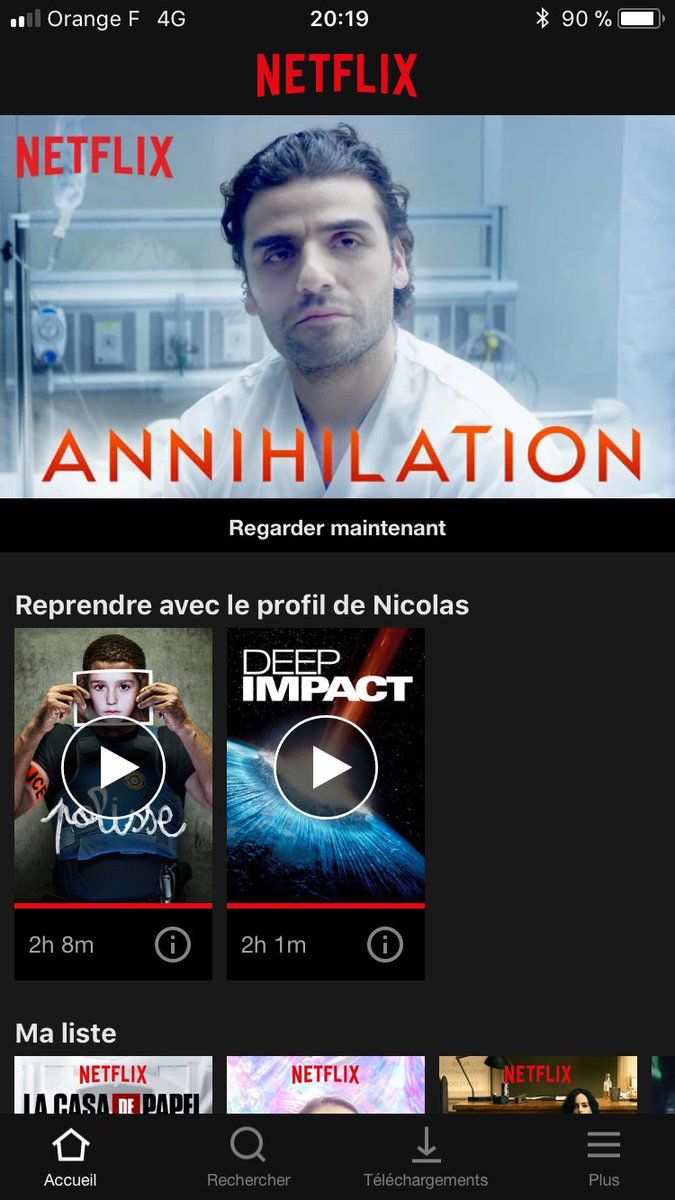 Orange F 4G 20:19 90 %
NETFLIX
NETFLIX
ANNIHILATION
Regarder maintenant
Reprendre avec le profil de Nicolas
DEEP
IMPACT
polisse
2h 8m
2h 1m
Ma liste
NETFLIX
NETFLIX
NETFLIX
LA CASA DE PAPEL
Accueil
Rechercher
Téléchargements
Plus